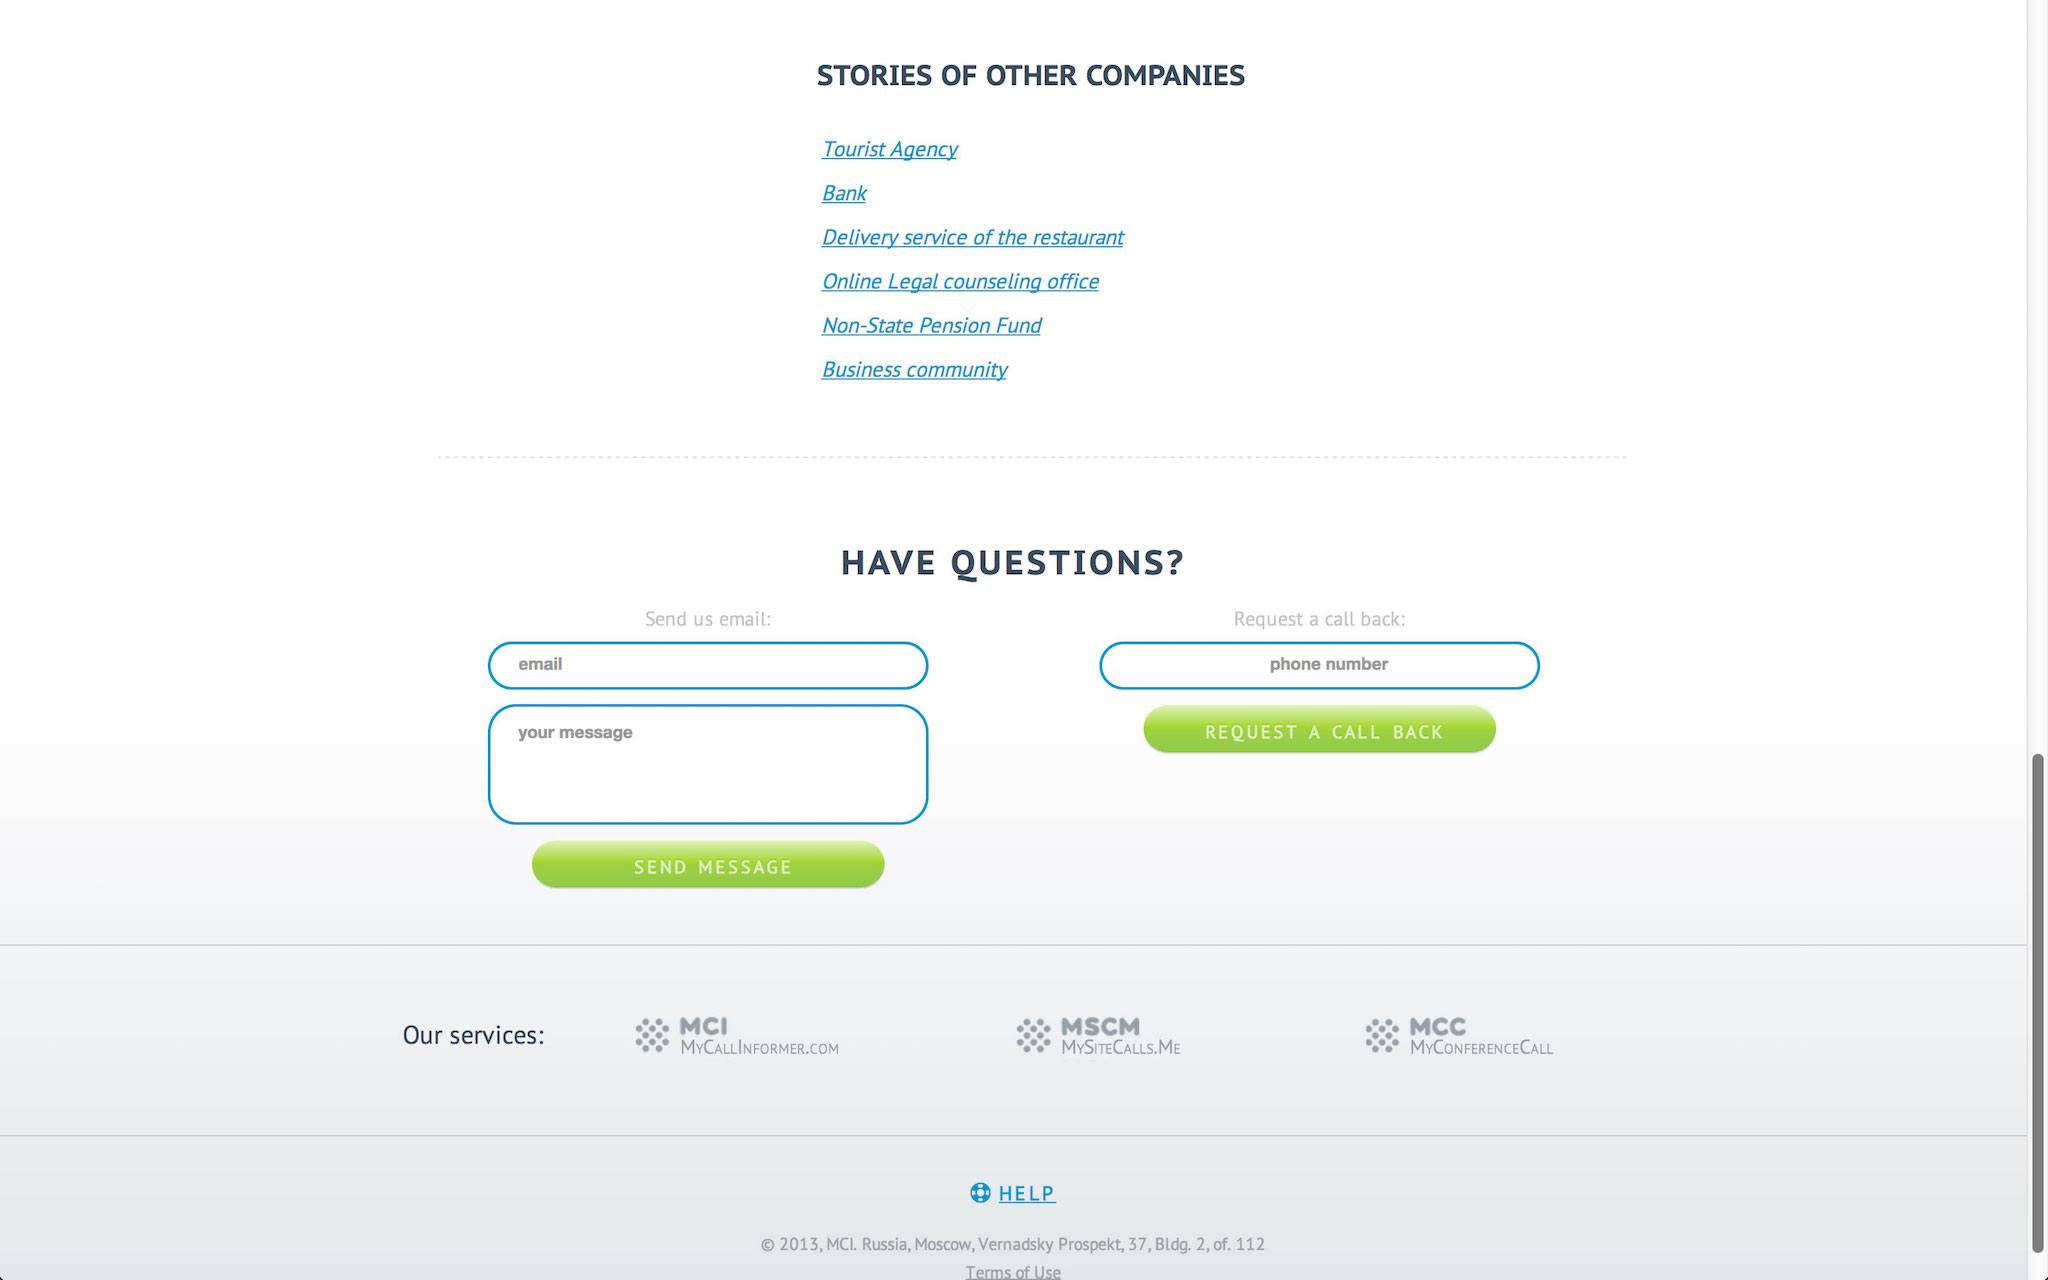 STORIES OF OTHER COMPANIES
Tourist Agency
Bank
Delivery service of the restaurant
Online Legal counseling office
Non-State Pension Fund
Business community
HAVE QUESTIONS?
Send us email:
email
your message
SEND MESSAGE
Request a call back:
phone number
REQUEST A CALL BACK
Our services:
MCI
MyCallInformer.com
MSCM
MySiteCalls.Me
MCC
MyConferenceCall
HELP
© 2013, MCI. Russia, Moscow, Vernadsky Prospekt, 37, Bldg. 2, of. 112
Terms of Use